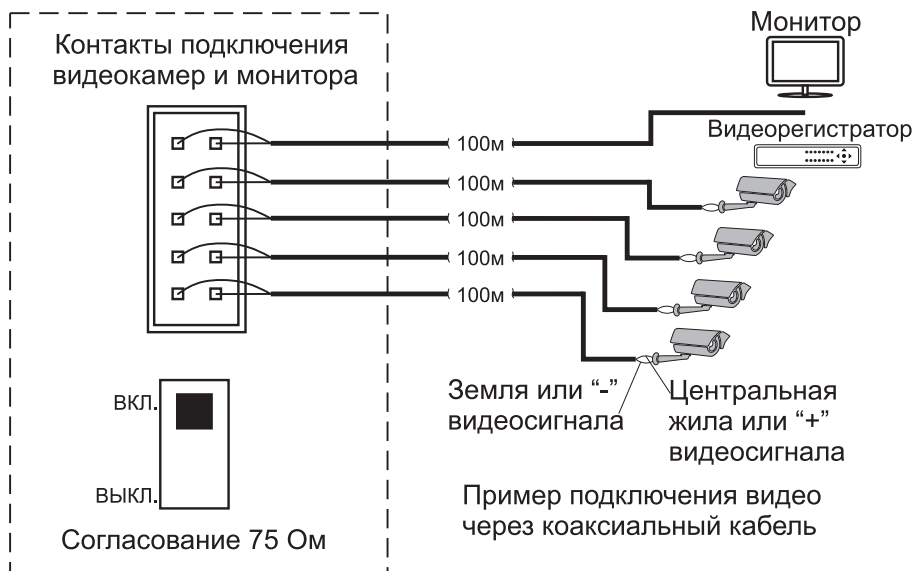 Контакты подключения
видеокамер и монитора
Монитор
Видеорегистратор
100м
100м
100м
100м
100м
Земля или “-”
видеосигнала
Центральная
жила или “+”
видеосигнала
ВКЛ.
ВЫКЛ.
Согласование 75 Ом
Пример подключения видео
через коаксиальный кабель